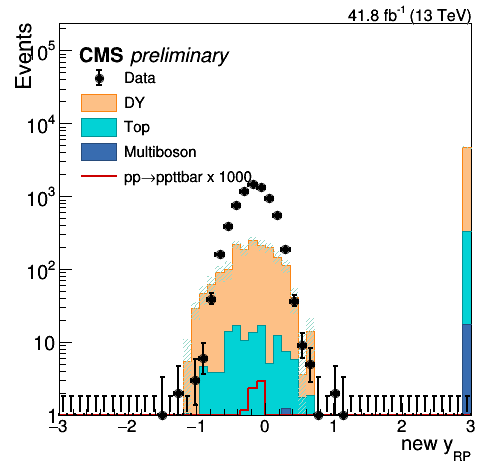 41.8 fb⁻¹ (13 TeV)
Events
CMS preliminary
Data
DY
Top
Multiboson
pp→ppttbar x 1000
10⁵
10⁴
10³
10²
10
1
−3 −2 −1 0 1 2 3
new y_RP